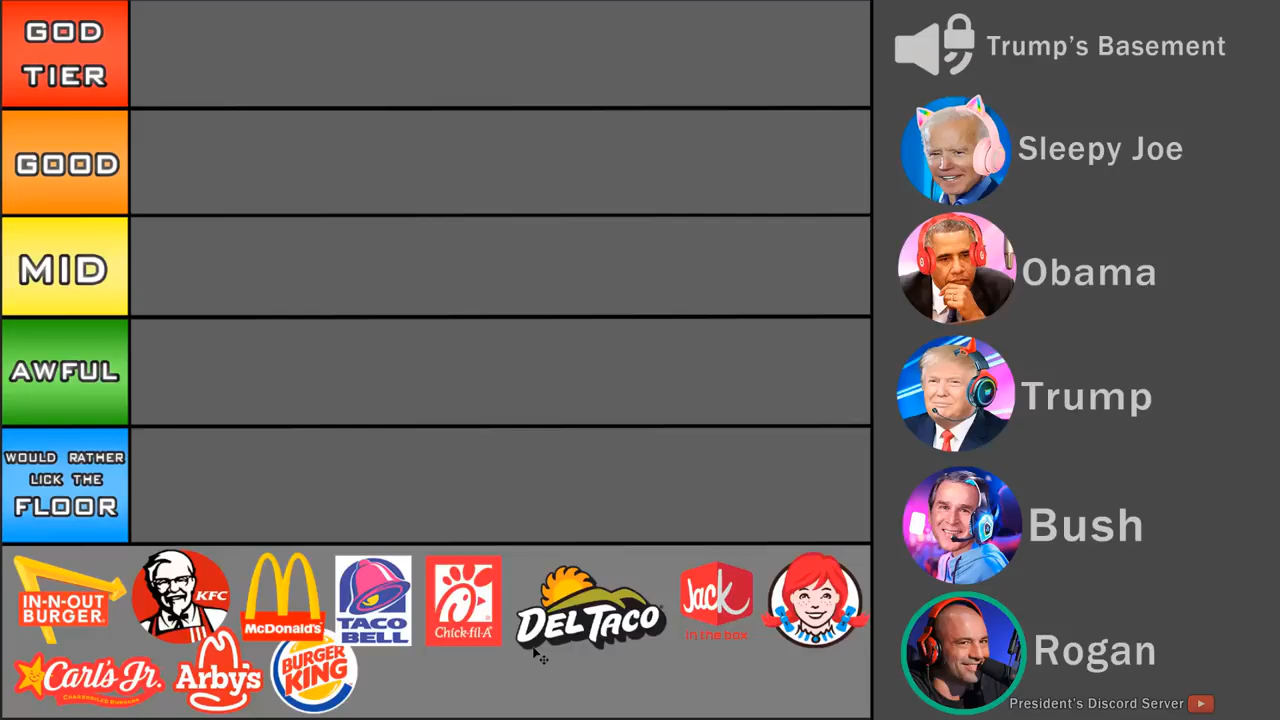 GOD
TIER
GOOD
MID
AWFUL
WOULD RATHER
LICK THE
FLOOR
IN-N-OUT
BURGER
KFC
McDonald's
TACO
BELL
Chick-fil-A
DEL TACO
Jack
in the box
Carl's Jr.
CHARBROILED BURGERS
Arby's
BURGER
KING
Trump's Basement
Sleepy Joe
Obama
Trump
Bush
Rogan
President's Discord Server